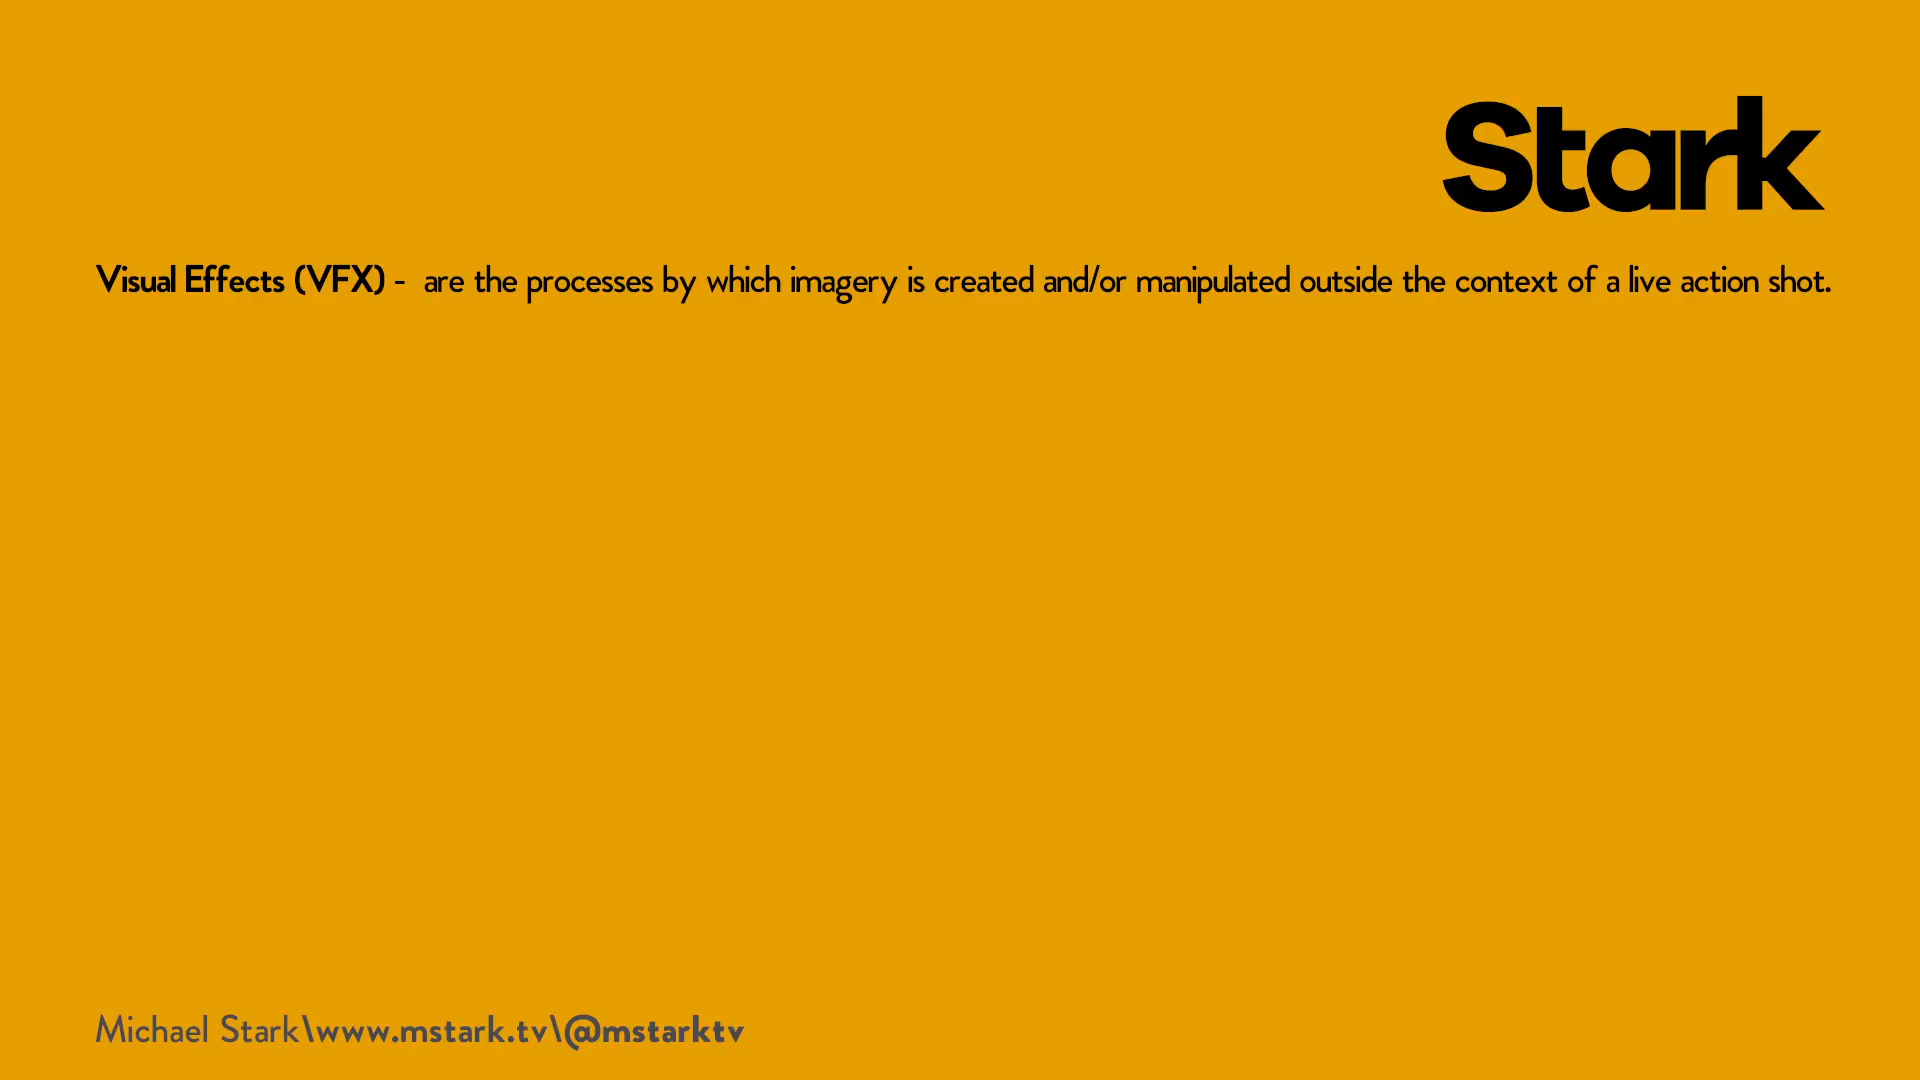 Stark
Visual Effects (VFX) -  are the processes by which imagery is created and/or manipulated outside the context of a live action shot.
Michael Stark\www.mstark.tv\@mstarktv